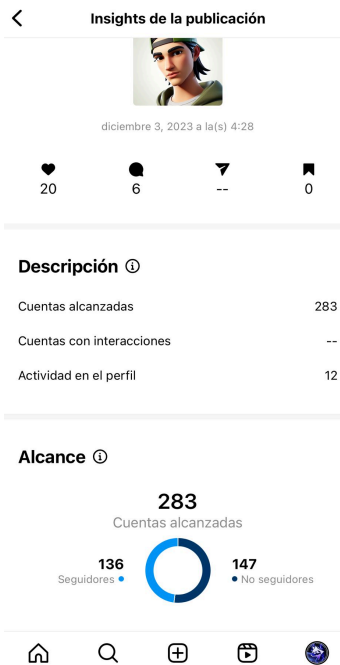 Insights de la publicación
diciembre 3, 2023 a la(s) 4:28
20 6 -- 0
Descripción
Cuentas alcanzadas 283
Cuentas con interacciones --
Actividad en el perfil 12
Alcance
283
Cuentas alcanzadas
136 147
Seguidores No seguidores